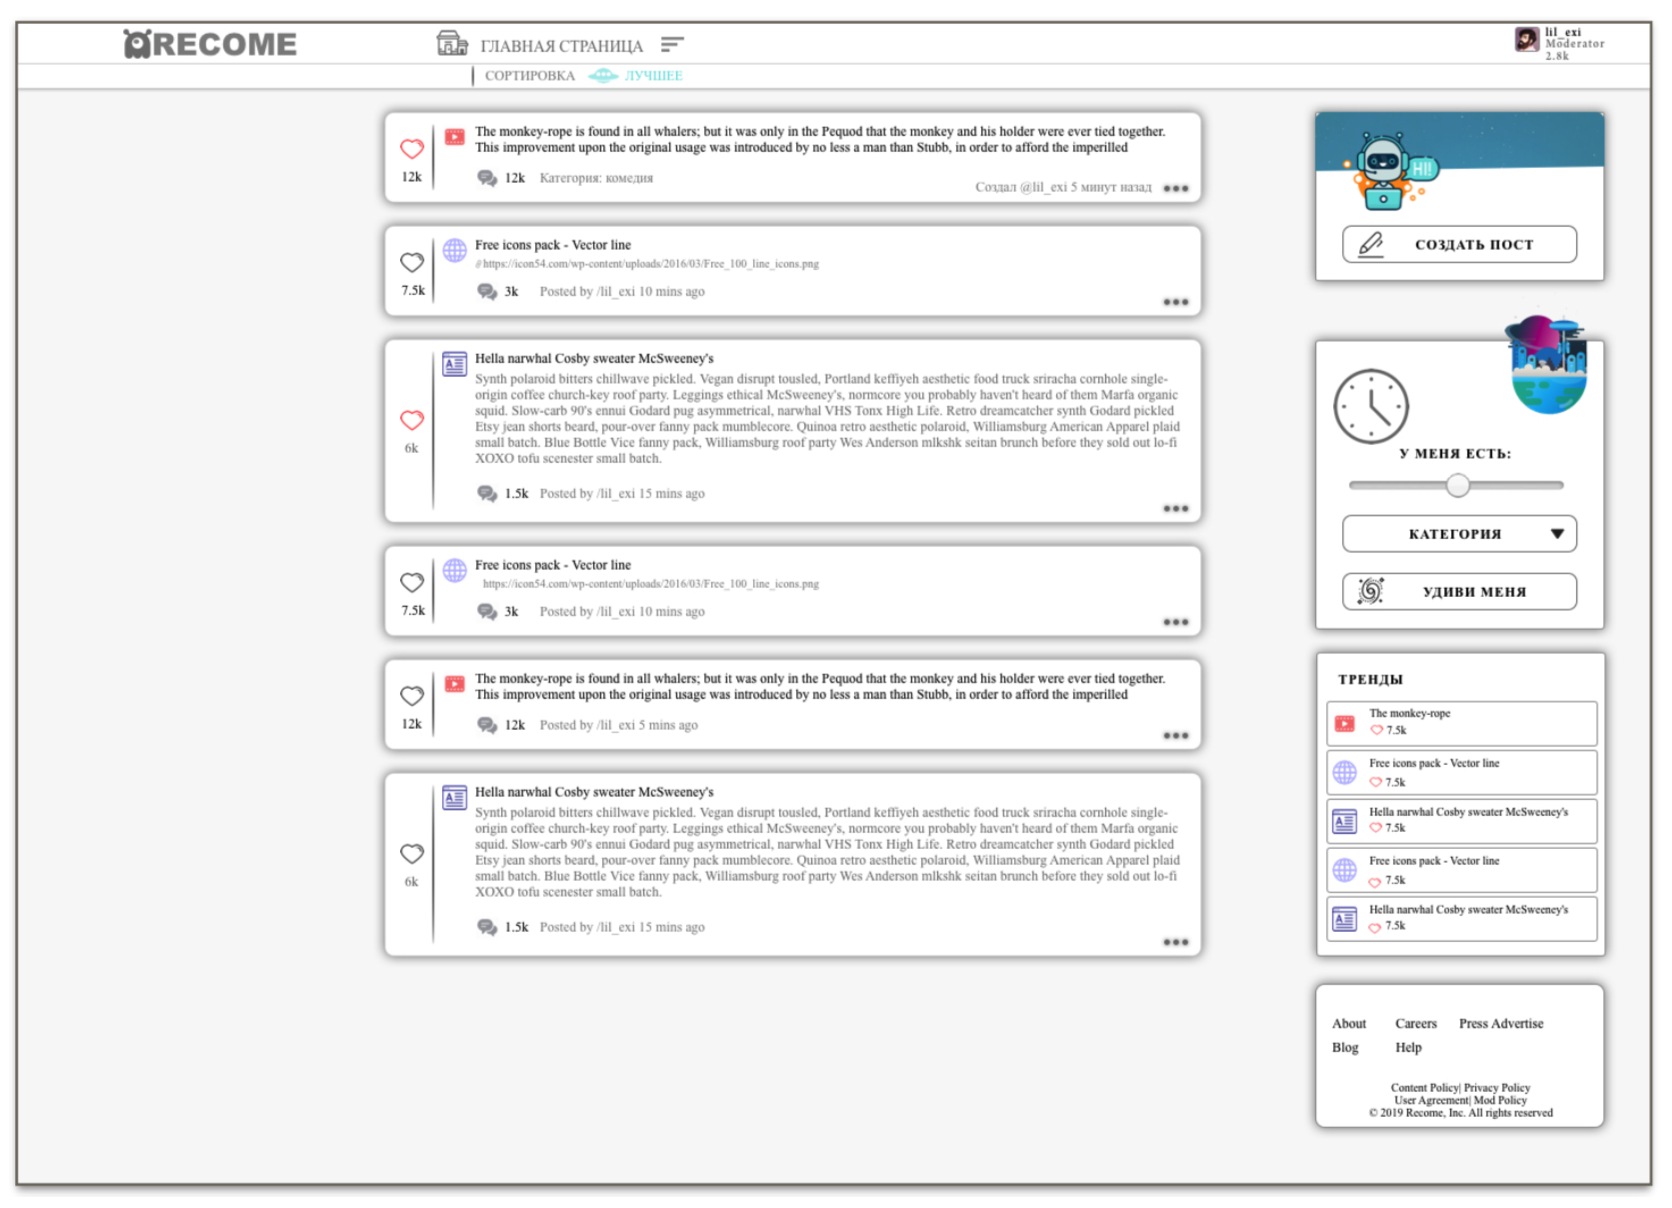 RECOME
ГЛАВНАЯ СТРАНИЦА
lil_exi
Moderator
2.8k
СОРТИРОВКА
ЛУЧШЕЕ
The monkey-rope is found in all whalers; but it was only in the Pequod that the monkey and his holder were ever tied together.
This improvement upon the original usage was introduced by no less a man than Stubb, in order to afford the imperilled
12k
12k
Категория: комедия
Создал @lil_exi 5 минут назад
Free icons pack - Vector line
https://icon54.com/wp-content/uploads/2016/03/Free_100_line_icons.png
7.5k
3k
Posted by /lil_exi 10 mins ago
Hella narwhal Cosby sweater McSweeney's
Synth polaroid bitters chillwave pickled. Vegan disrupt tousled, Portland keffiyeh aesthetic food truck sriracha cornhole single-
origin coffee church-key roof party. Leggings ethical McSweeney's, normcore you probably haven't heard of them Marfa organic
squid. Slow-carb 90's ennui Godard pug asymmetrical, narwhal VHS Tonx High Life. Retro dreamcatcher synth Godard pickled
Etsy jean shorts beard, pour-over fanny pack mumblecore. Quinoa retro aesthetic polaroid, Williamsburg American Apparel plaid
small batch. Blue Bottle Vice fanny pack, Williamsburg roof party Wes Anderson mlkshk seitan brunch before they sold out lo-fi
XOXO tofu scenester small batch.
6k
1.5k
Posted by /lil_exi 15 mins ago
Free icons pack - Vector line
https://icon54.com/wp-content/uploads/2016/03/Free_100_line_icons.png
7.5k
3k
Posted by /lil_exi 10 mins ago
The monkey-rope is found in all whalers; but it was only in the Pequod that the monkey and his holder were ever tied together.
This improvement upon the original usage was introduced by no less a man than Stubb, in order to afford the imperilled
12k
12k
Posted by /lil_exi 5 mins ago
Hella narwhal Cosby sweater McSweeney's
Synth polaroid bitters chillwave pickled. Vegan disrupt tousled, Portland keffiyeh aesthetic food truck sriracha cornhole single-
origin coffee church-key roof party. Leggings ethical McSweeney's, normcore you probably haven't heard of them Marfa organic
squid. Slow-carb 90's ennui Godard pug asymmetrical, narwhal VHS Tonx High Life. Retro dreamcatcher synth Godard pickled
Etsy jean shorts beard, pour-over fanny pack mumblecore. Quinoa retro aesthetic polaroid, Williamsburg American Apparel plaid
small batch. Blue Bottle Vice fanny pack, Williamsburg roof party Wes Anderson mlkshk seitan brunch before they sold out lo-fi
XOXO tofu scenester small batch.
6k
1.5k
Posted by /lil_exi 15 mins ago
HI!
СОЗДАТЬ ПОСТ
У МЕНЯ ЕСТЬ:
КАТЕГОРИЯ
УДИВИ МЕНЯ
ТРЕНДЫ
The monkey-rope
7.5k
Free icons pack - Vector line
7.5k
Hella narwhal Cosby sweater McSweeney's
7.5k
Free icons pack - Vector line
7.5k
Hella narwhal Cosby sweater McSweeney's
7.5k
About Careers Press Advertise
Blog Help
Content Policy| Privacy Policy
User Agreement| Mod Policy
© 2019 Recome, Inc. All rights reserved